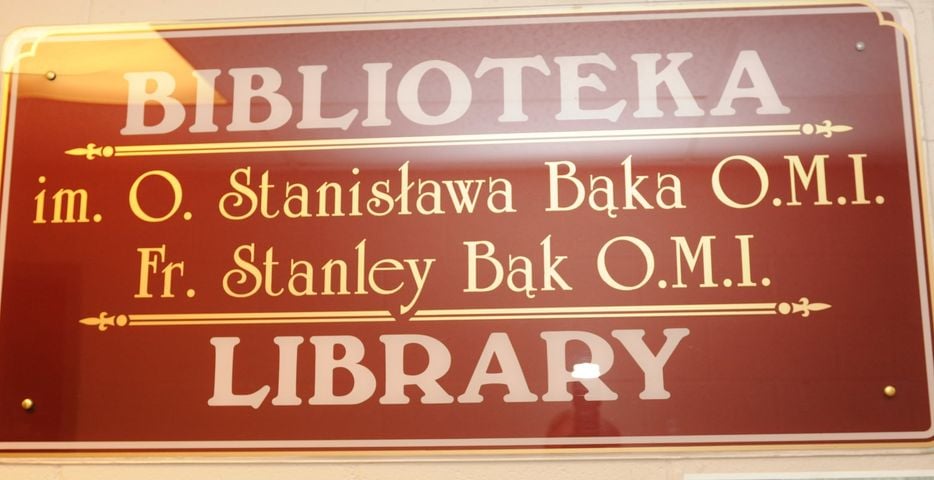 BIBLIOTEKA
im. O. Stanisława Bąka O.M.I.
Fr. Stanley Bąk O.M.I.
LIBRARY